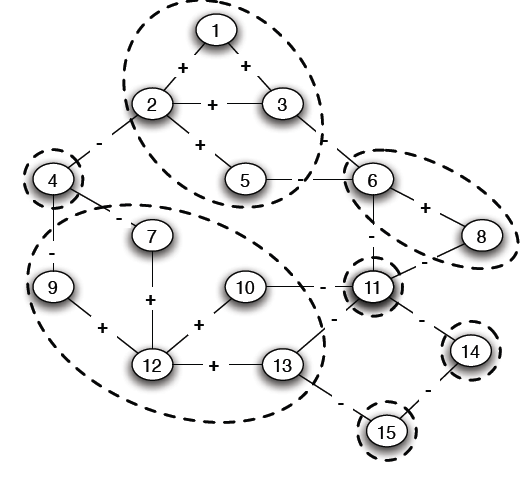 1
+ +
2 + 3
+
- -
4 5 - 6
+
-
7 - 8
-
-
9 + 10 - 11
+ + - -
12 + 13 14
- -
15